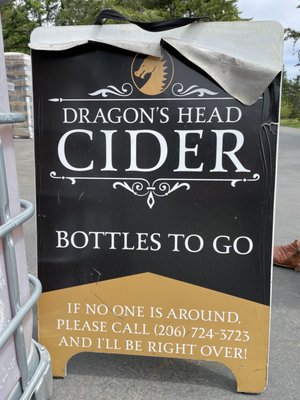 DRAGON'S HEAD
CIDER
BOTTLES TO GO
IF NO ONE IS AROUND,
PLEASE CALL (206) 724-3723
AND I'LL BE RIGHT OVER!